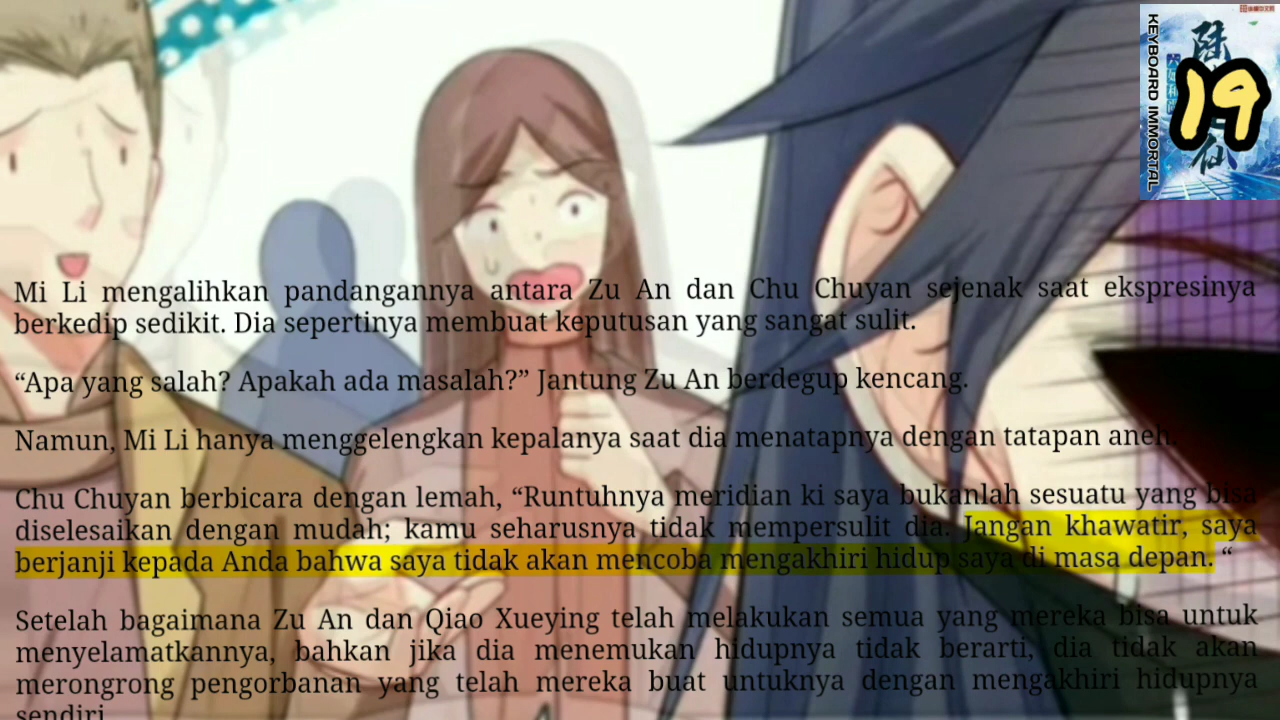 KEYBOARD IMMORTAL
19
Mi Li mengalihkan pandangannya antara Zu An dan Chu Chuyan sejenak saat ekspresinya
berkedip sedikit. Dia sepertinya membuat keputusan yang sangat sulit.
“Apa yang salah? Apakah ada masalah?” Jantung Zu An berdegup kencang.
Namun, Mi Li hanya menggelengkan kepalanya saat dia menatapnya dengan tatapan aneh.
Chu Chuyan berbicara dengan lemah, “Runtuhnya meridian ki saya bukanlah sesuatu yang bisa
diselesaikan dengan mudah; kamu seharusnya tidak mempersulit dia. Jangan khawatir, saya
berjanji kepada Anda bahwa saya tidak akan mencoba mengakhiri hidup saya di masa depan. “
Setelah bagaimana Zu An dan Qiao Xueying telah melakukan semua yang mereka bisa untuk
menyelamatkannya, bahkan jika dia menemukan hidupnya tidak berarti, dia tidak akan
merongrong pengorbanan yang telah mereka buat untuknya dengan mengakhiri hidupnya
sendiri.